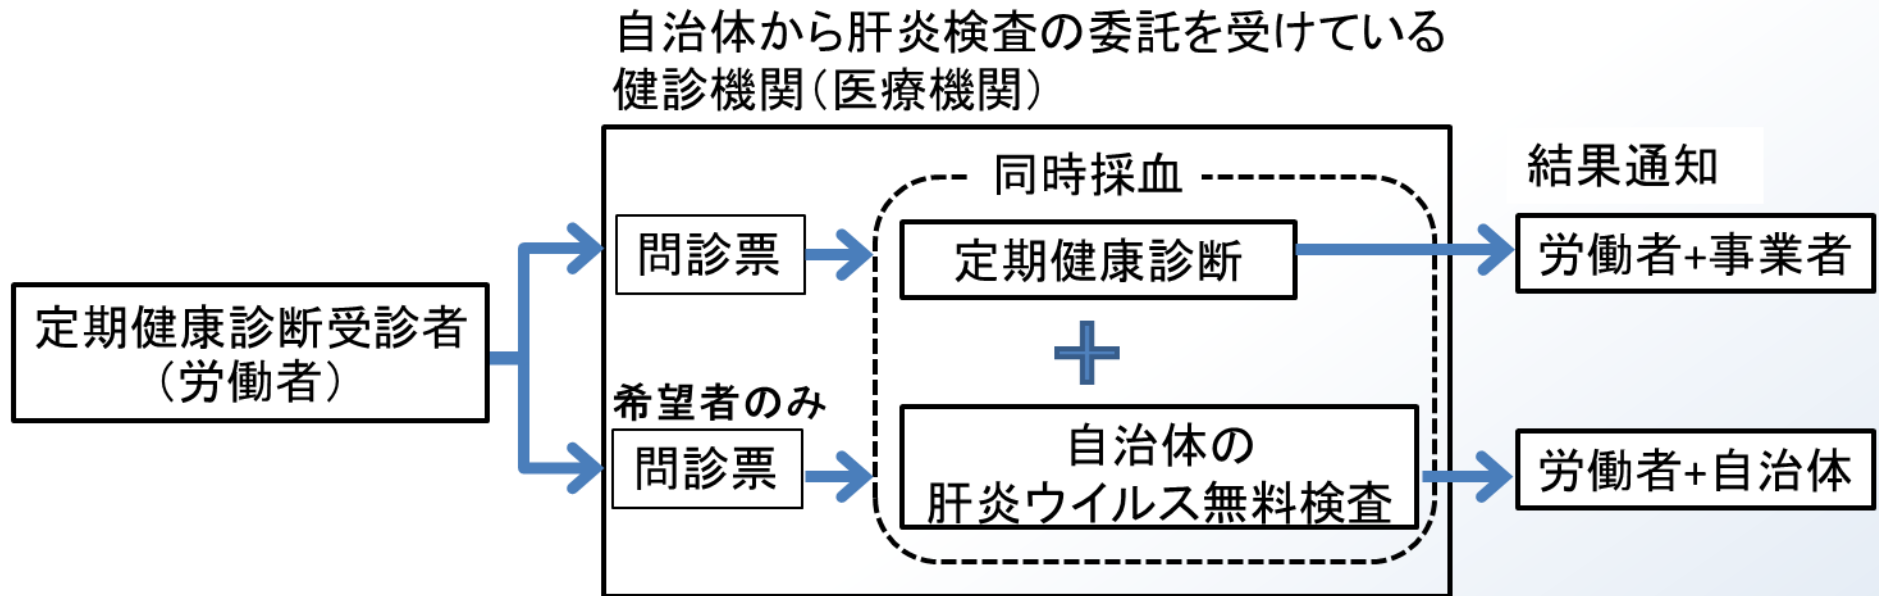 自治体から肝炎検査の委託を受けている
健診機関（医療機関）
同時採血
結果通知
問診票
定期健康診断
労働者+事業者
定期健康診断受診者
（労働者）
希望者のみ
問診票
自治体の
肝炎ウイルス無料検査
労働者+自治体